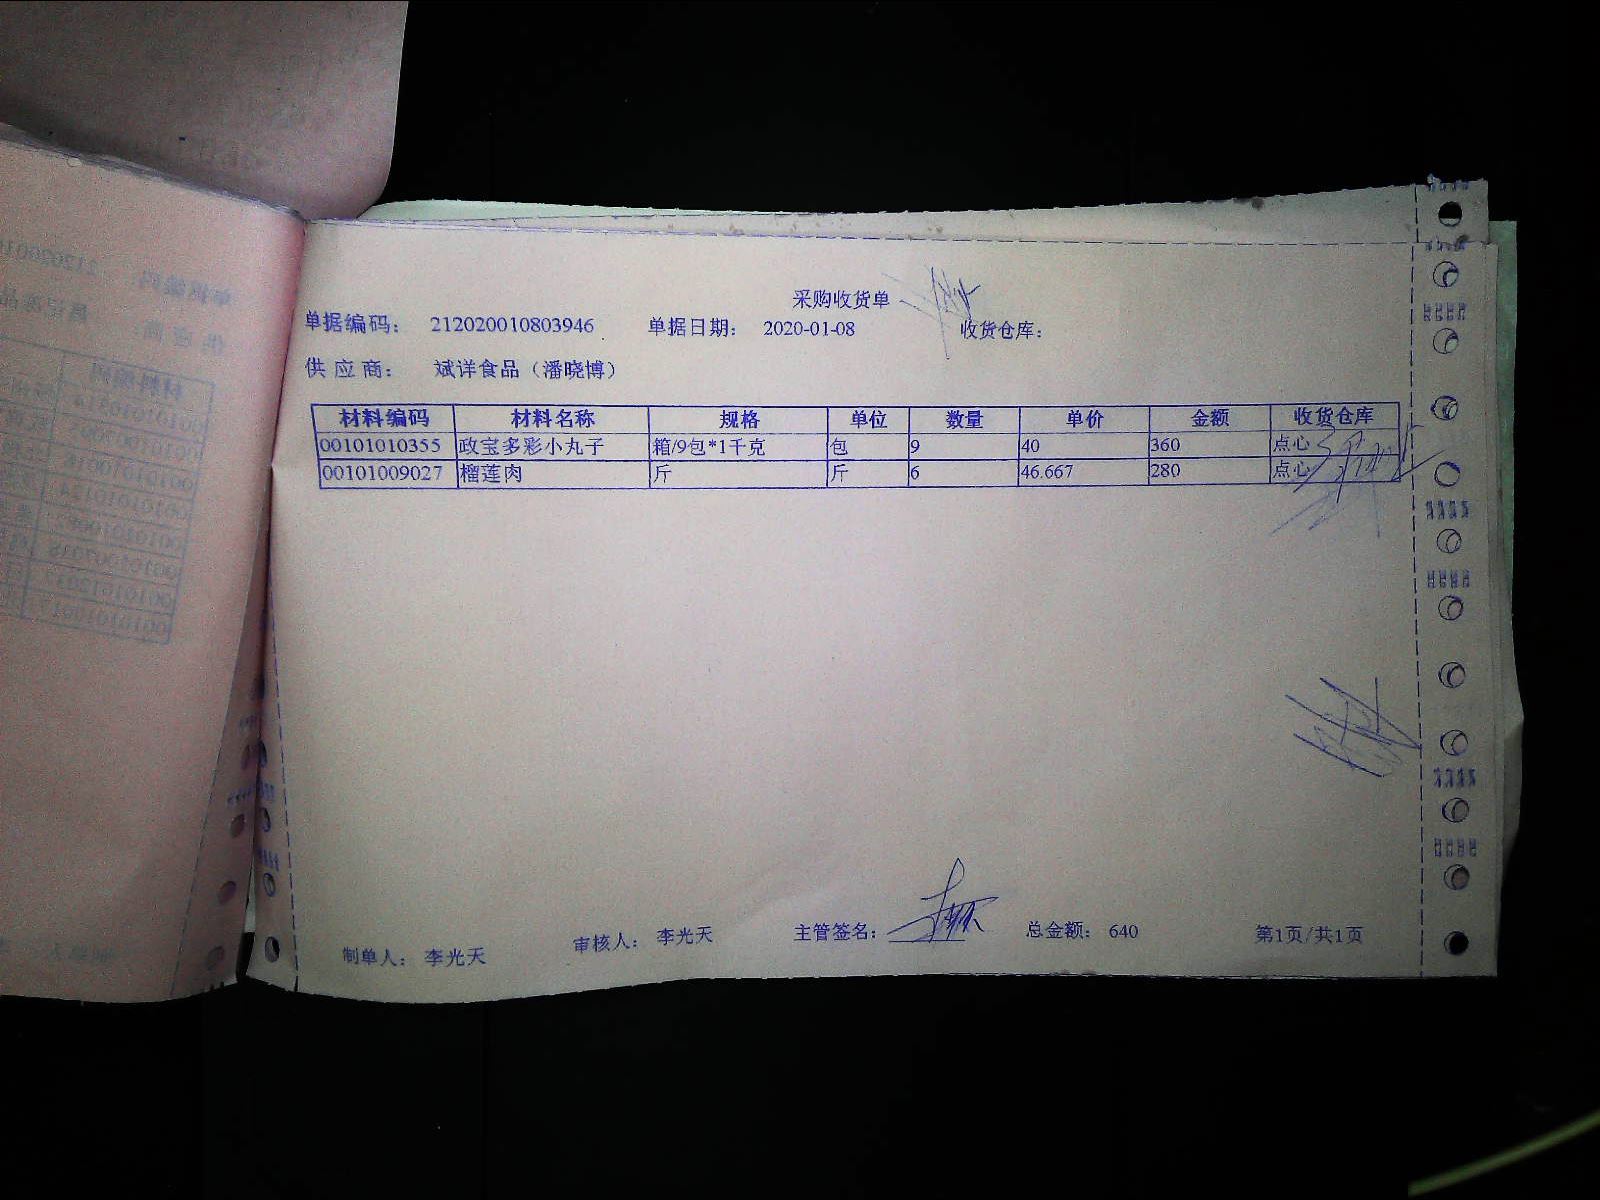 采购收货单
单据编码： 212020010803946 单据日期： 2020-01-08 收货仓库：
供 应 商： 斌详食品（潘晓博）
材料编码 材料名称 规格 单位 数量 单价 金额 收货仓库
00101010355 政宝多彩小丸子 箱/9包*1千克 包 9 40 360 点心
00101009027 榴莲肉 斤 斤 6 46.667 280 点心
制单人： 李光天 审核人： 李光天 主管签名： 总金额： 640 第1页/共1页